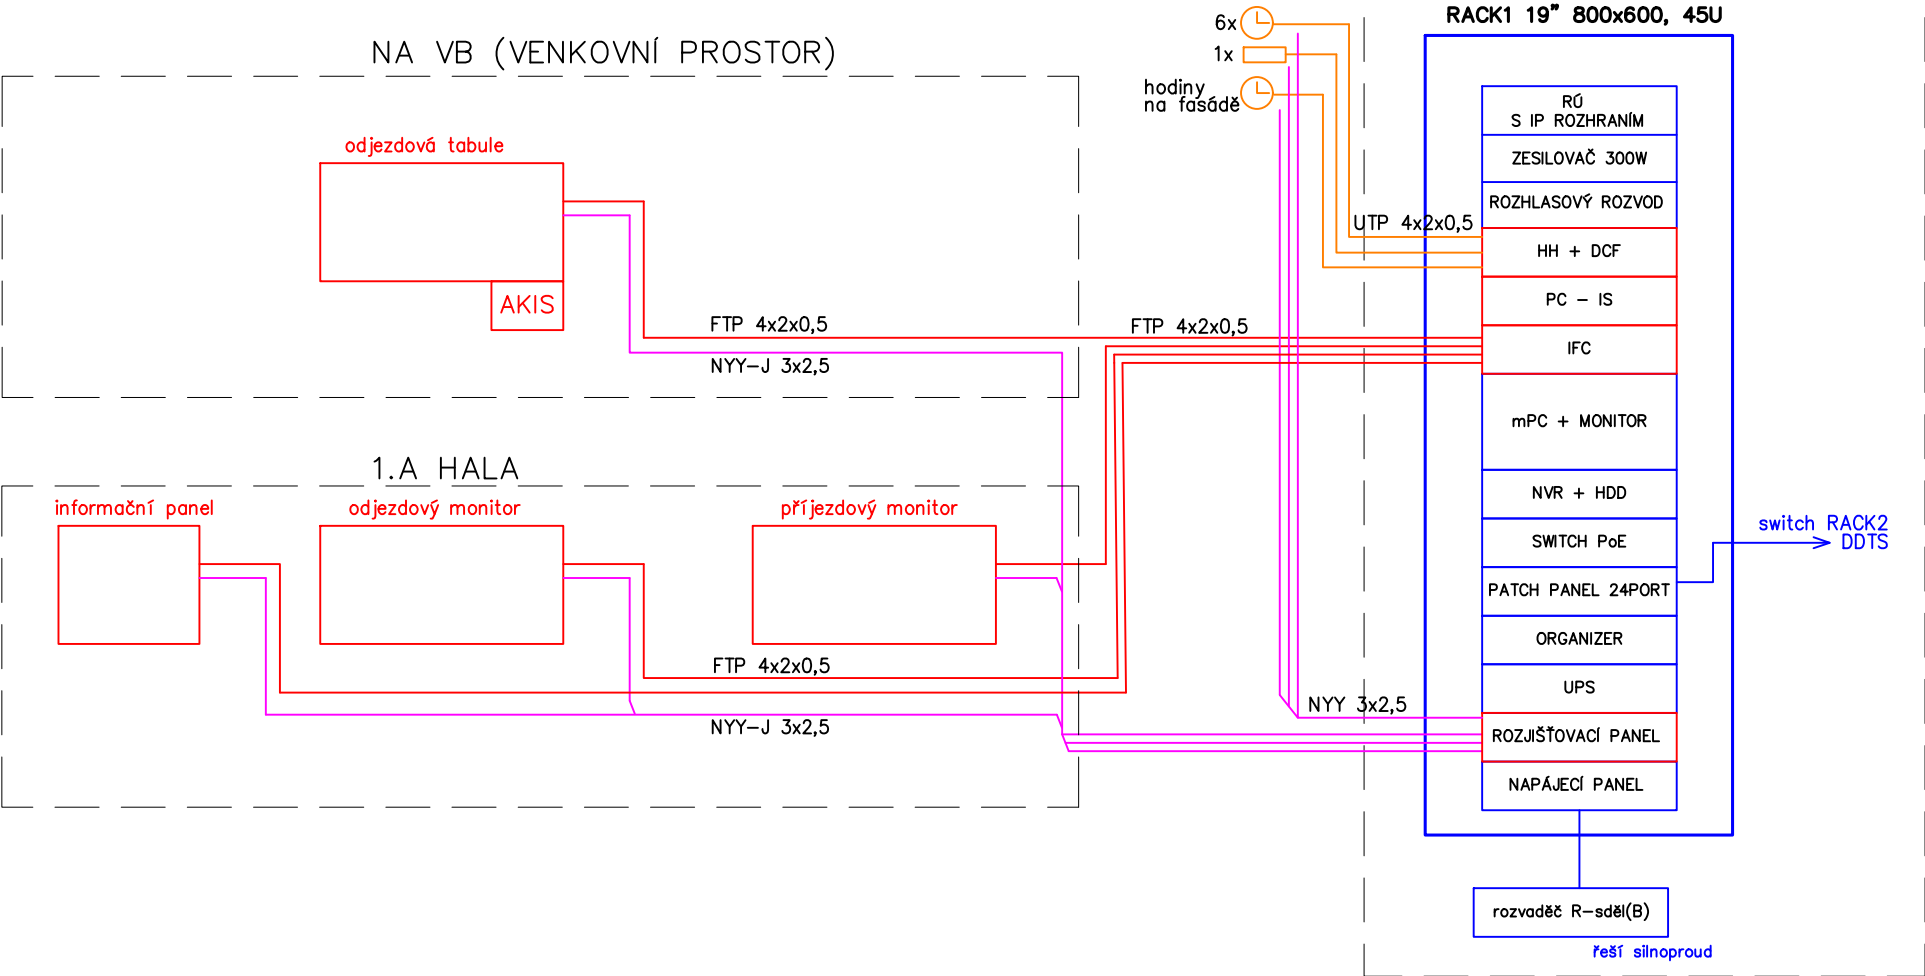 NA VB (VENKOVNÍ PROSTOR)
odjezdová tabule
AKIS
FTP 4x2x0,5
NYY-J 3x2,5
1.A HALA
informační panel
odjezdový monitor
příjezdový monitor
FTP 4x2x0,5
NYY-J 3x2,5
6x
1x
hodiny
na fasádě
UTP 4x2x0,5
FTP 4x2x0,5
NYY 3x2,5
RACK1 19" 800x600, 45U
RÚ
S IP ROZHRANÍM
ZESILOVAČ 300W
ROZHLASOVÝ ROZVOD
HH + DCF
PC - IS
IFC
mPC + MONITOR
NVR + HDD
SWITCH PoE
PATCH PANEL 24PORT
ORGANIZER
UPS
ROZJIŠŤOVACÍ PANEL
NAPÁJECÍ PANEL
switch RACK2
DDTS
rozvaděč R-sděl(B)
řeší silnoproud